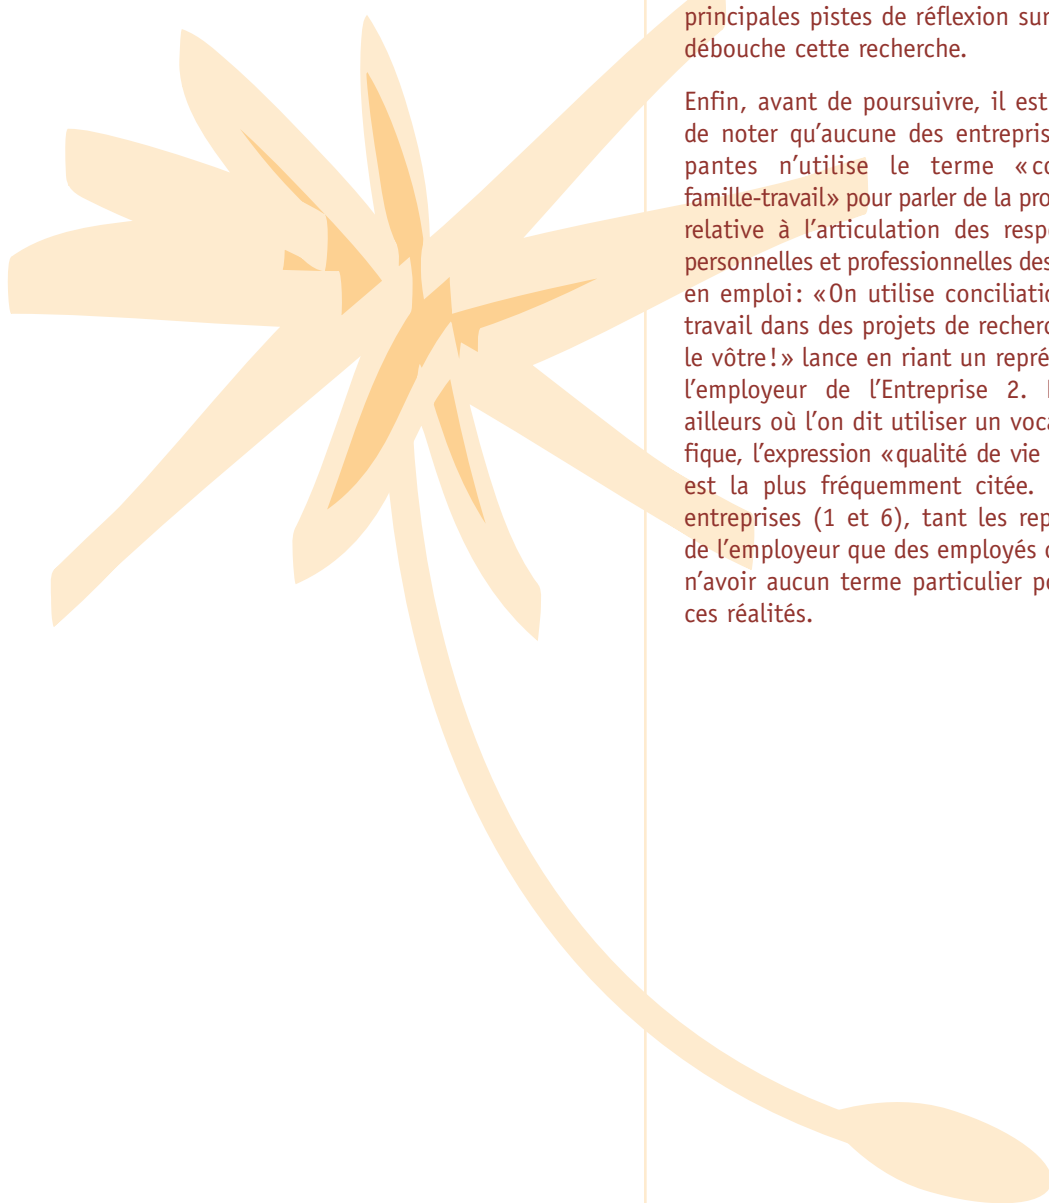 principales pistes de réflexion sur
débouche cette recherche.
Enfin, avant de poursuivre, il est
de noter qu'aucune des entrepris
pantes n'utilise le terme «co
famille-travail» pour parler de la pro
relative à l'articulation des resp
personnelles et professionnelles des
en emploi: «On utilise conciliatio
travail dans des projets de recherc
le vôtre!» lance en riant un repré
l'employeur de l'Entreprise 2.
ailleurs où l'on dit utiliser un voca
fique, l'expression «qualité de vie
est la plus fréquemment citée.
entreprises (1 et 6), tant les rep
de l'employeur que des employés
n'avoir aucun terme particulier p
ces réalités.